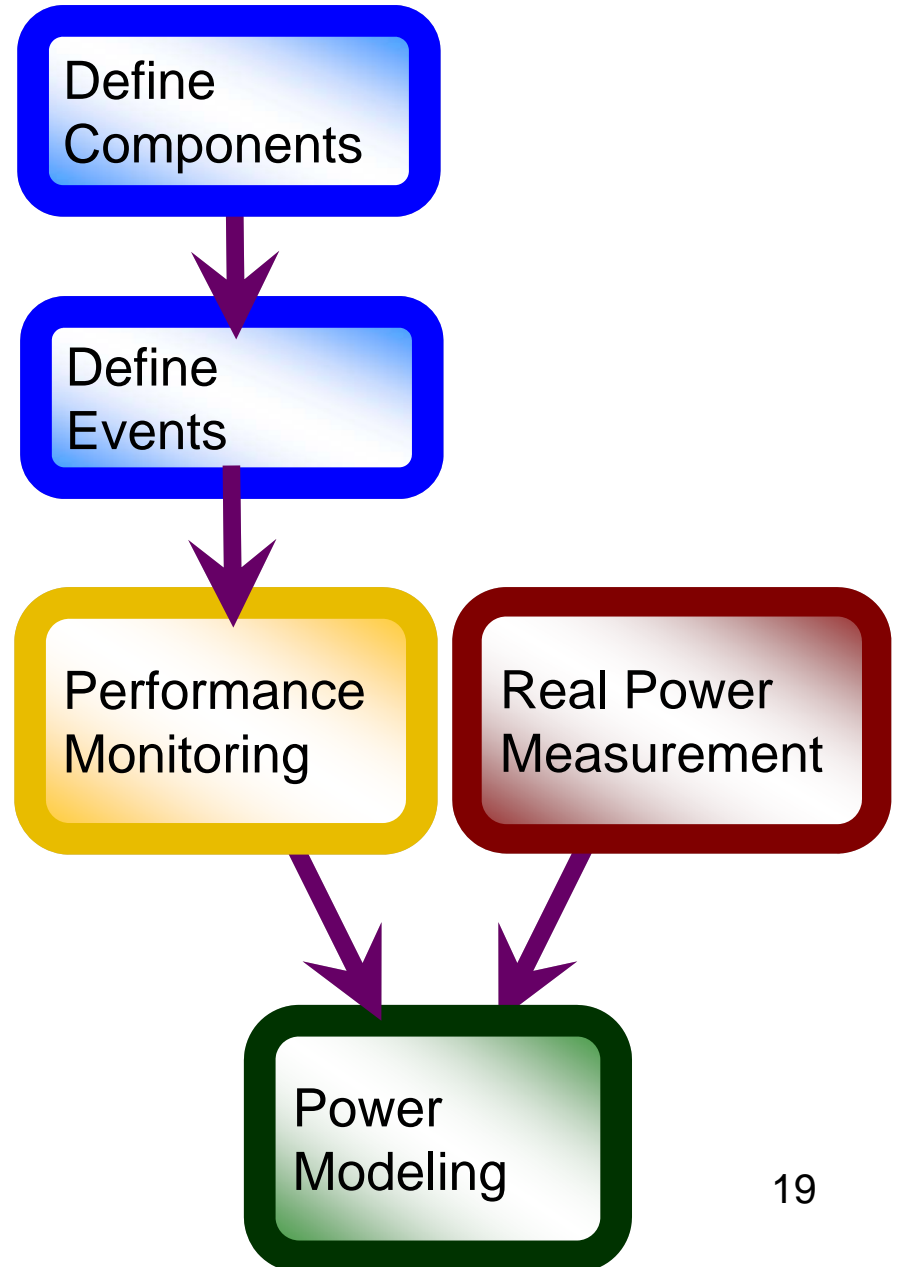 Define
Components
Define
Events
Performance
Monitoring
Real Power
Measurement
Power
Modeling
19